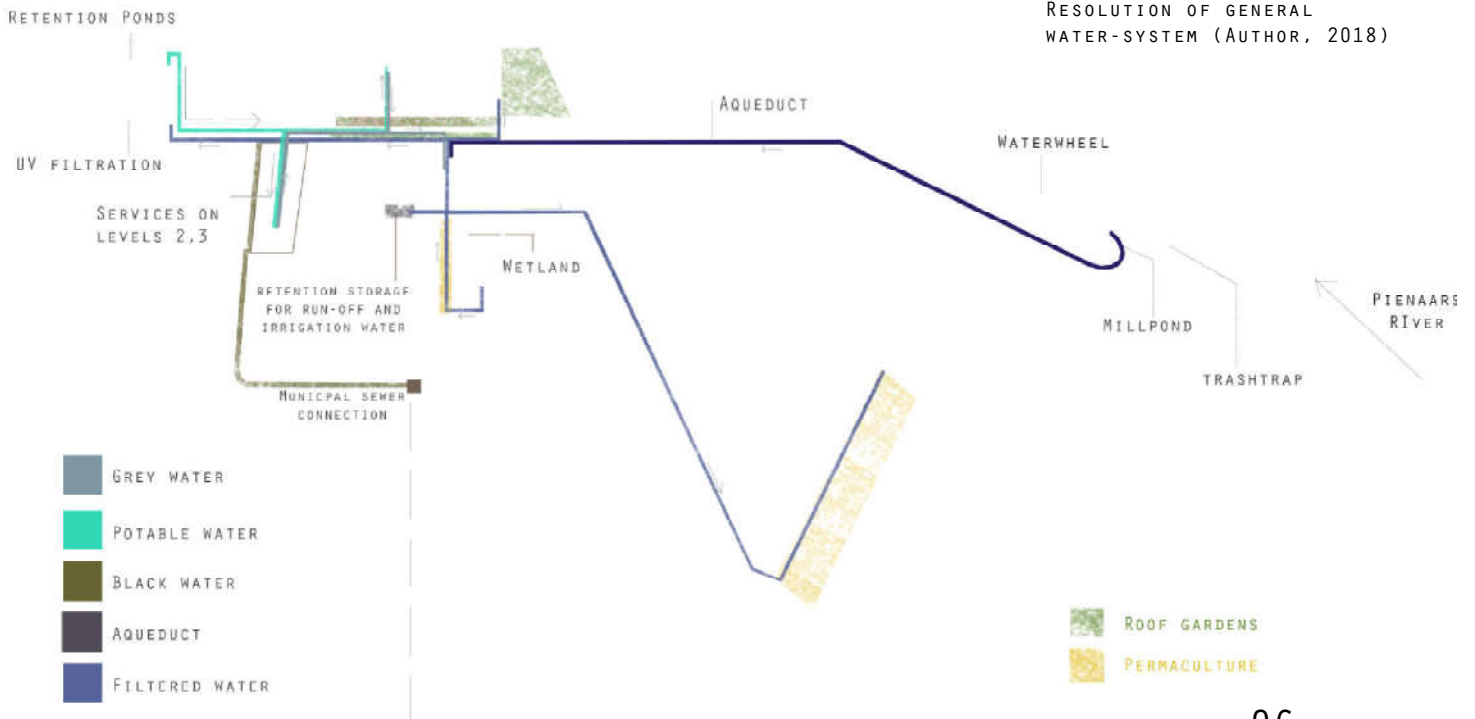 RETENTION PONDS
RESOLUTION OF GENERAL
WATER-SYSTEM (AUTHOR, 2018)
AQUEDUCT
WATERWHEEL
UV FILTRATION
SERVICES ON
LEVELS 2,3
WETLAND
RETENTION STORAGE
FOR RUN-OFF AND
IRRIGATION WATER
MILLPOND
PIENAARS
RIVER
TRASHTRAP
MUNICPAL SEWER
CONNECTION
GREY WATER
POTABLE WATER
BLACK WATER
AQUEDUCT
FILTERED WATER
ROOF GARDENS
PERMACULTURE